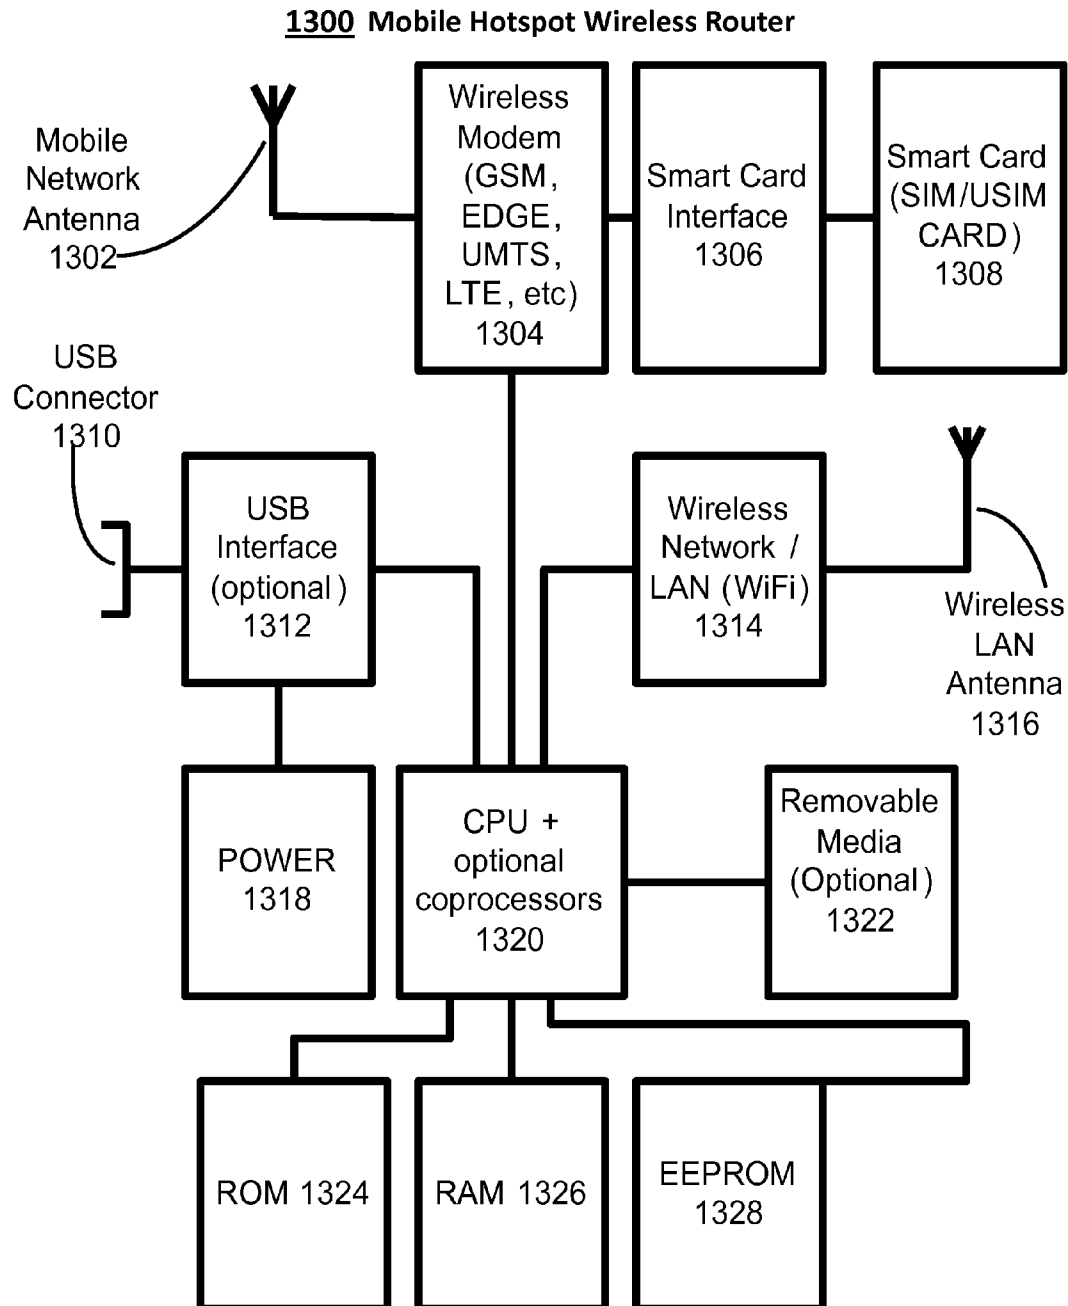 1300 Mobile Hotspot Wireless Router
Mobile
Network
Antenna
1302
Wireless
Modem
(GSM,
EDGE,
UMTS,
LTE, etc)
1304
Smart Card
Interface
1306
Smart Card
(SIM/USIM
CARD)
1308
USB
Connector
1310
USB
Interface
(optional)
1312
Wireless
Network /
LAN (WiFi)
1314
Wireless
LAN
Antenna
1316
POWER
1318
CPU +
optional
coprocessors
1320
Removable
Media
(Optional)
1322
ROM 1324
RAM 1326
EEPROM
1328